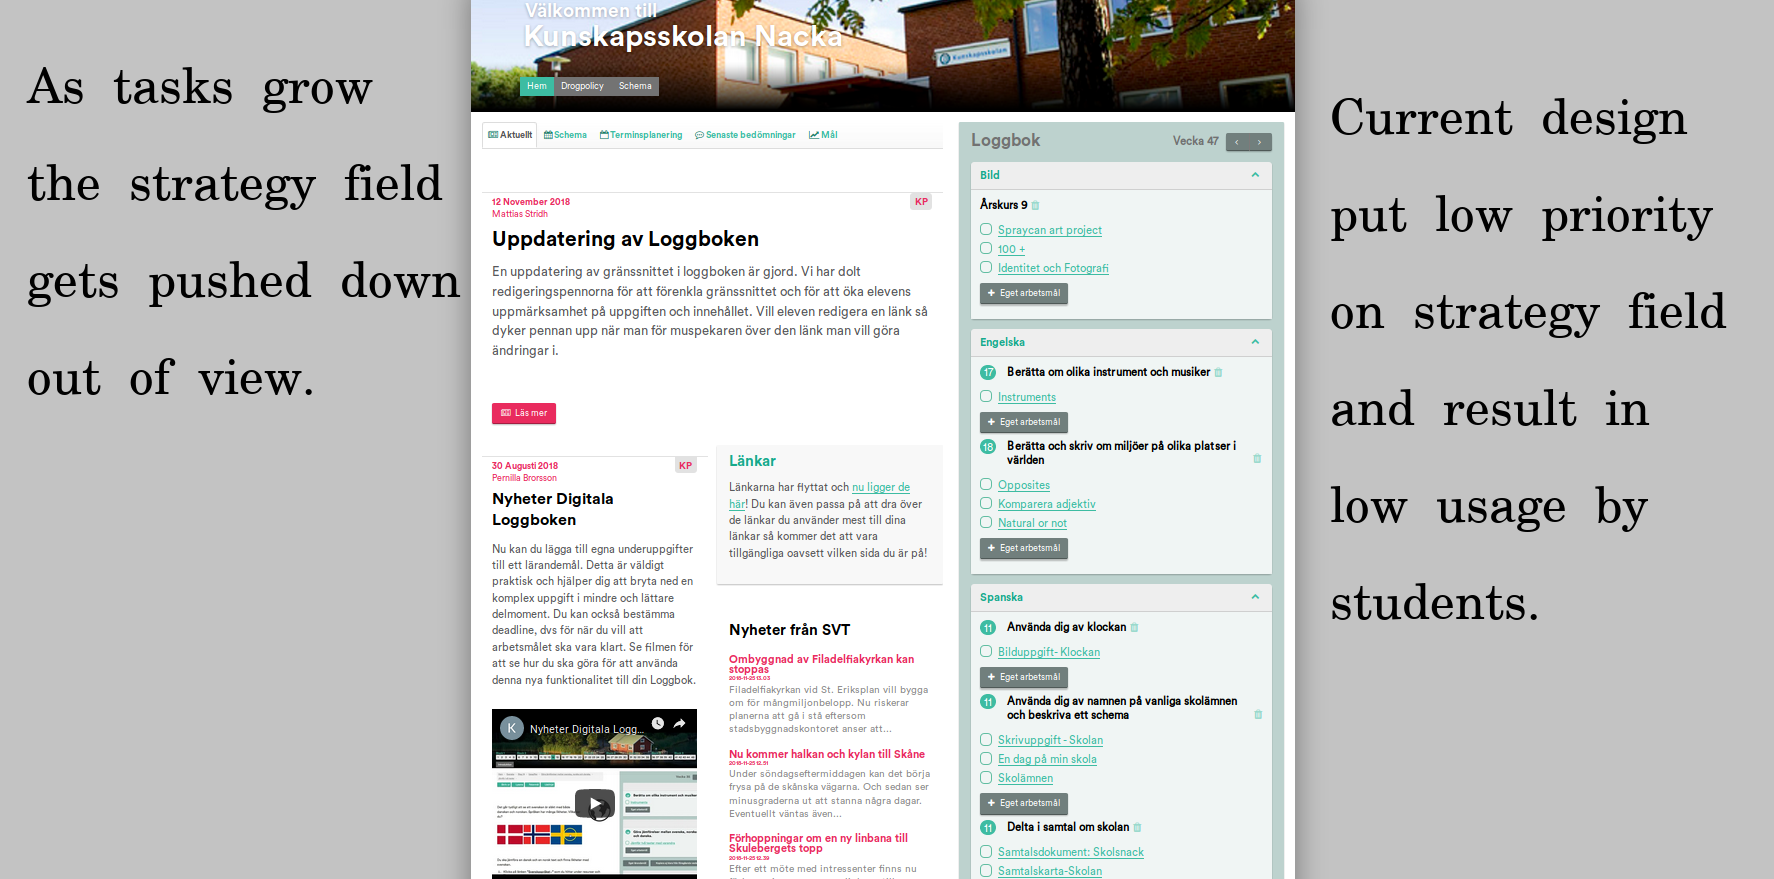 As tasks grow
the strategy field
gets pushed down
out of view.
Välkommen till
Kunskapsskolan Nacka
Kunskapsskolan
Hem Drogpolicy Schema
Aktuellt Schema Terminsplanering Senaste bedömningar Mål
12 November 2018 KP
Mattias Stridh
Uppdatering av Loggboken
En uppdatering av gränssnittet i loggboken är gjord. Vi har dolt
redigeringspennorna för att förenkla gränssnittet och för att öka elevens
uppmärksamhet på uppgiften och innehållet. Vill eleven redigera en länk så
dyker pennan upp när man för muspekaren över den länk man vill göra
ändringar i.
Läs mer
30 Augusti 2018 KP
Pernilla Brorsson
Nyheter Digitala
Loggboken
Nu kan du lägga till egna underuppgifter
till ett lärandemål. Detta är väldigt
praktisk och hjälper dig att bryta ned en
komplex uppgift i mindre och lättare
delmoment. Du kan också bestämma
deadline, dvs för när du vill att
arbetsmålet ska vara klart. Se filmen för
att se hur du ska göra för att använda
denna nya funktionalitet till din Loggbok.
K Nyheter Digitala Logg...
Länkar
Länkarna har flyttat och nu ligger de
här! Du kan även passa på att dra över
de länkar du använder mest till dina
länkar så kommer det att vara
tillgängliga oavsett vilken sida du är på!
Nyheter från SVT
Ombyggnad av Filadelfiakyrkan kan
stoppas
2018-11-25 13.03
Filadelfiakyrkan vid St. Eriksplan vill bygga
om för mångmiljonbelopp. Nu riskerar
planerna att gå i stå eftersom
stadsbyggnadskontoret anser att...
Nu kommer halkan och kylan till Skåne
2018-11-25 12.51
Under söndagseftermiddagen kan det börja
frysa på de skånska vägarna. Och sedan ser
minusgraderna ut att stanna några dagar.
Eventuellt väntas även...
Förhoppningar om en ny linbana till
Skulebergets topp
2018-11-25 12.39
Efter ett möte med intressenter finns nu
Loggbok Vecka 47 ‹ ›
Bild
Årskurs 9
Spraycan art project
100 +
Identitet och Fotografi
+ Eget arbetsmål
Engelska
17 Berätta om olika instrument och musiker
Instruments
+ Eget arbetsmål
18 Berätta och skriv om miljöer på olika platser i
världen
Opposites
Komparera adjektiv
Natural or not
+ Eget arbetsmål
Spanska
11 Använda dig av klockan
Bilduppgift- Klockan
+ Eget arbetsmål
11 Använda dig av namnen på vanliga skolämnen
och beskriva ett schema
Skrivuppgift - Skolan
En dag på min skola
Skolämnen
+ Eget arbetsmål
11 Delta i samtal om skolan
Samtalsdokument: Skolsnack
Samtalskarta-Skolan
Current design
put low priority
on strategy field
and result in
low usage by
students.